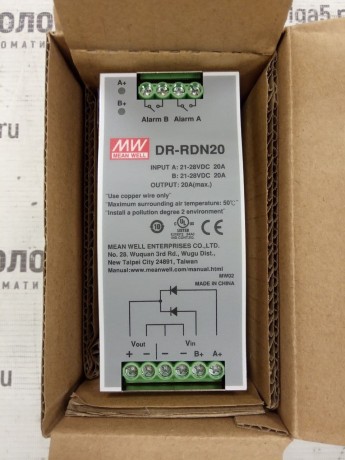 A+
B+
Alarm B Alarm A
MW
MEAN WELL
DR-RDN20
INPUT A: 21-28VDC 20A
B: 21-28VDC 20A
OUTPUT: 20A(max.)
"Use copper wire only"
"Maximum surrounding air temperature: 50℃"
"Install a pollution degree 2 environment"
MEAN WELL ENTERPRISES CO.,LTD.
No. 28, Wuquan 3rd Rd., Wugu Dist.,
New Taipei City 24891, Taiwan
Manual:www.meanwell.com/manual.html
MW02
MADE IN CHINA
Vout Vin
+ − − − B+ A+